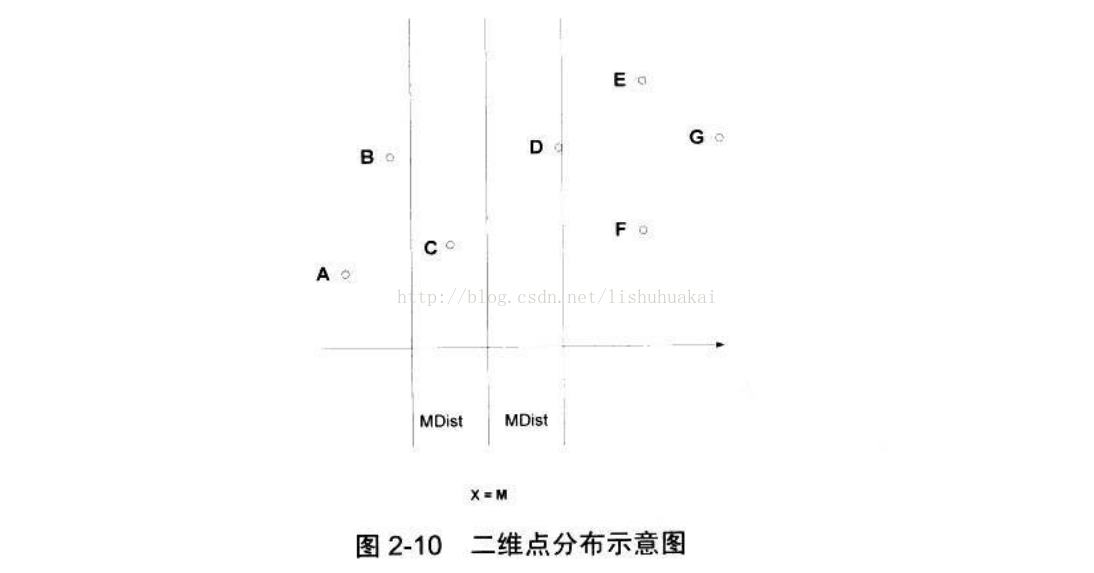 E
G
B
D
F
C
A
http://blog.csdn.net/lishuhuakai
MDist MDist
X = M
图 2-10 二维点分布示意图